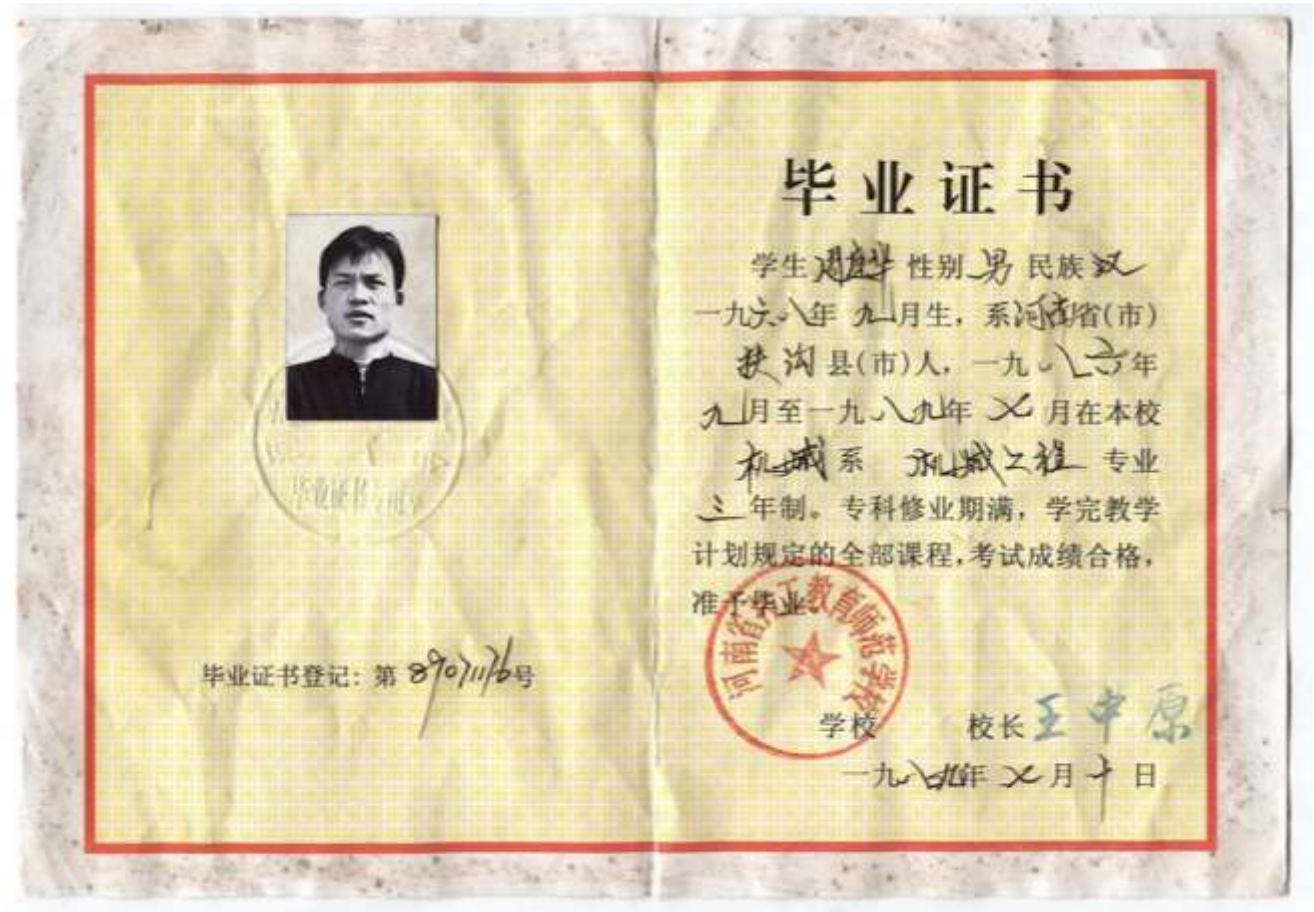 毕业证书登记: 第 8907176号
毕业证书
学生 性别 男 民族 汉
一九六八年 九月生, 系河南省(市)
扶沟县(市)人, 一九八六年
九月至一九八九年 七 月在本校
机械系 机械工程 专业
三年制。专科修业期满, 学完教学
计划规定的全部课程, 考试成绩合格,
准予毕业。
河南省 工教育师范学校
学校 校长 王中原
一九八九年 七月十日
毕业证书